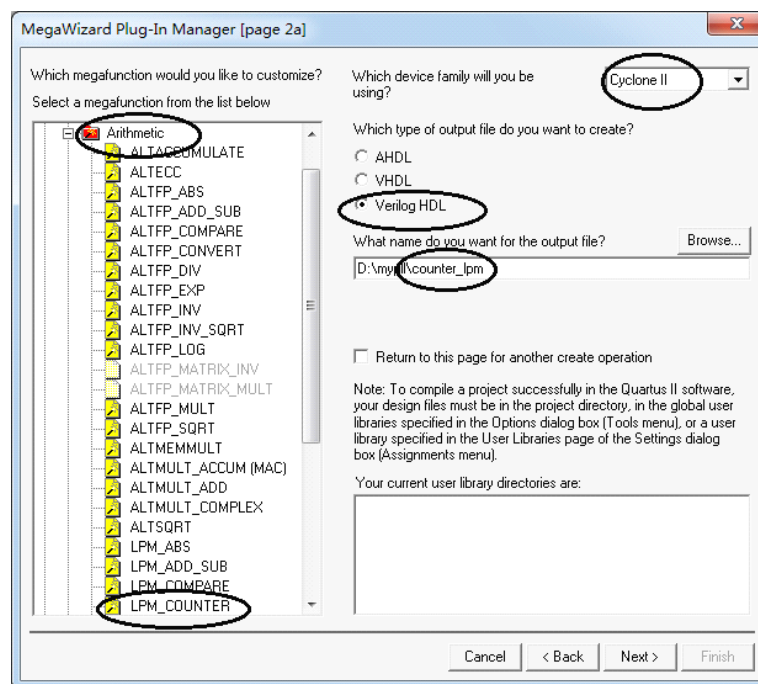 MegaWizard Plug-In Manager [page 2a]
Which megafunction would you like to customize?
Select a megafunction from the list below
Arithmetic
ALTACCUMULATE
ALTECC
ALTFP_ABS
ALTFP_ADD_SUB
ALTFP_COMPARE
ALTFP_CONVERT
ALTFP_DIV
ALTFP_EXP
ALTFP_INV
ALTFP_INV_SQRT
ALTFP_LOG
ALTFP_MATRIX_INV
ALTFP_MATRIX_MULT
ALTFP_MULT
ALTFP_SQRT
ALTMEMMULT
ALTMULT_ACCUM (MAC)
ALTMULT_ADD
ALTMULT_COMPLEX
ALTSQRT
LPM_ABS
LPM_ADD_SUB
LPM_COMPARE
LPM_COUNTER
Which device family will you be
using?
Cyclone II
Which type of output file do you want to create?
AHDL
VHDL
Verilog HDL
What name do you want for the output file?
Browse...
D:\mypll\counter_lpm
Return to this page for another create operation
Note: To compile a project successfully in the Quartus II software,
your design files must be in the project directory, in the global user
libraries specified in the Options dialog box (Tools menu), or a user
library specified in the User Libraries page of the Settings dialog
box (Assignments menu).
Your current user library directories are:
Cancel
< Back
Next >
Finish